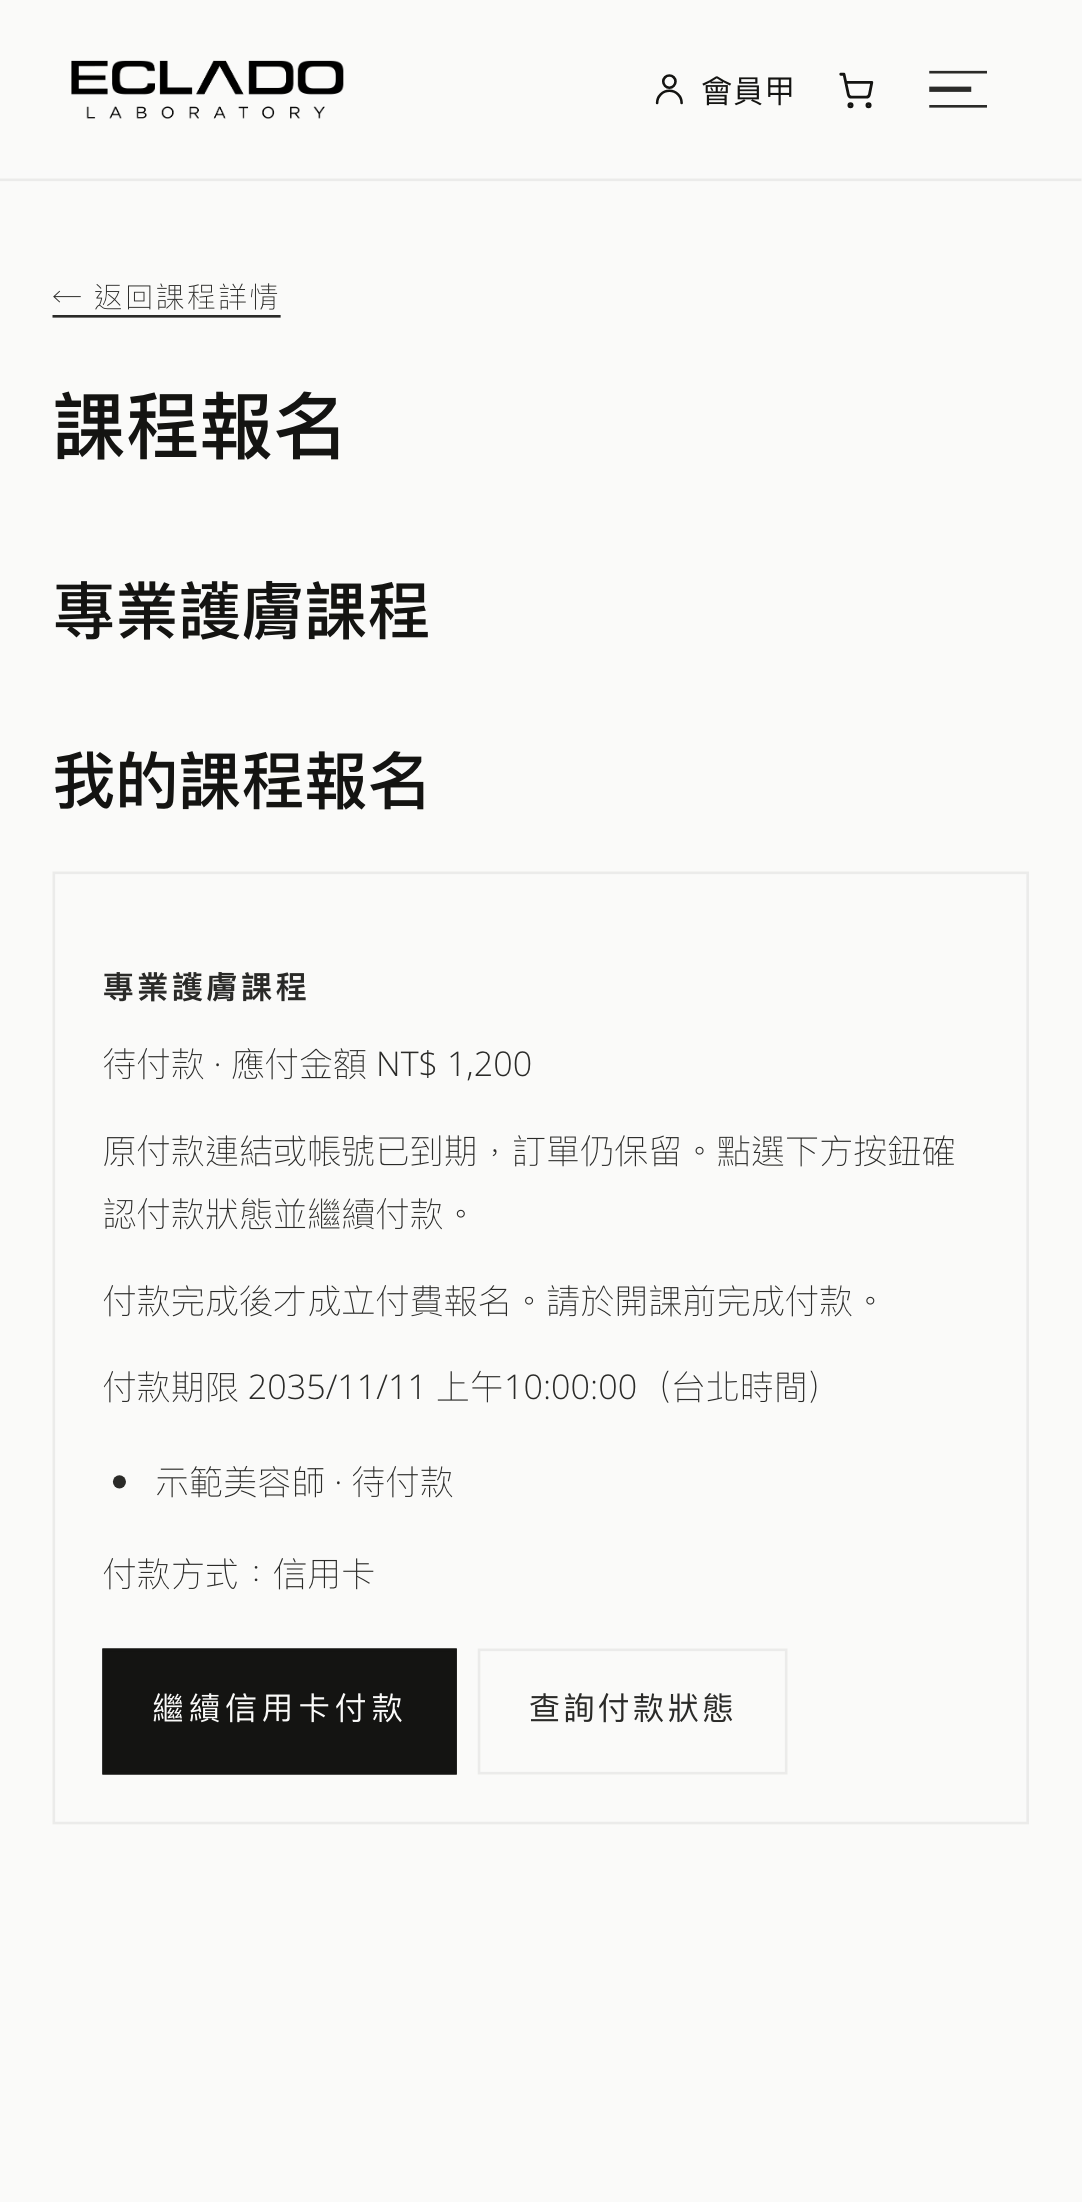 ECLADO
LABORATORY
會員甲
← 返回課程詳情
課程報名
專業護膚課程
我的課程報名
專業護膚課程
待付款 · 應付金額 NT$ 1,200
原付款連結或帳號已到期，訂單仍保留。點選下方按鈕確
認付款狀態並繼續付款。
付款完成後才成立付費報名。請於開課前完成付款。
付款期限 2035/11/11 上午10:00:00（台北時間）
• 示範美容師 · 待付款
付款方式：信用卡
繼續信用卡付款
查詢付款狀態